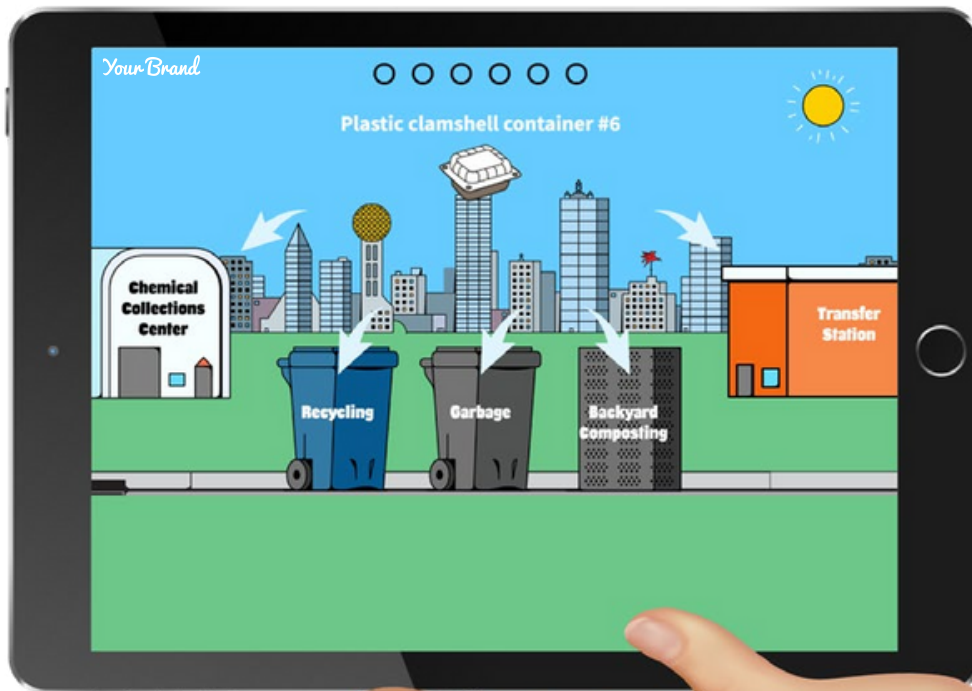 Your Brand
Plastic clamshell container #6
Chemical
Collections
Center
Transfer
Station
Recycling
Garbage
Backyard
Composting